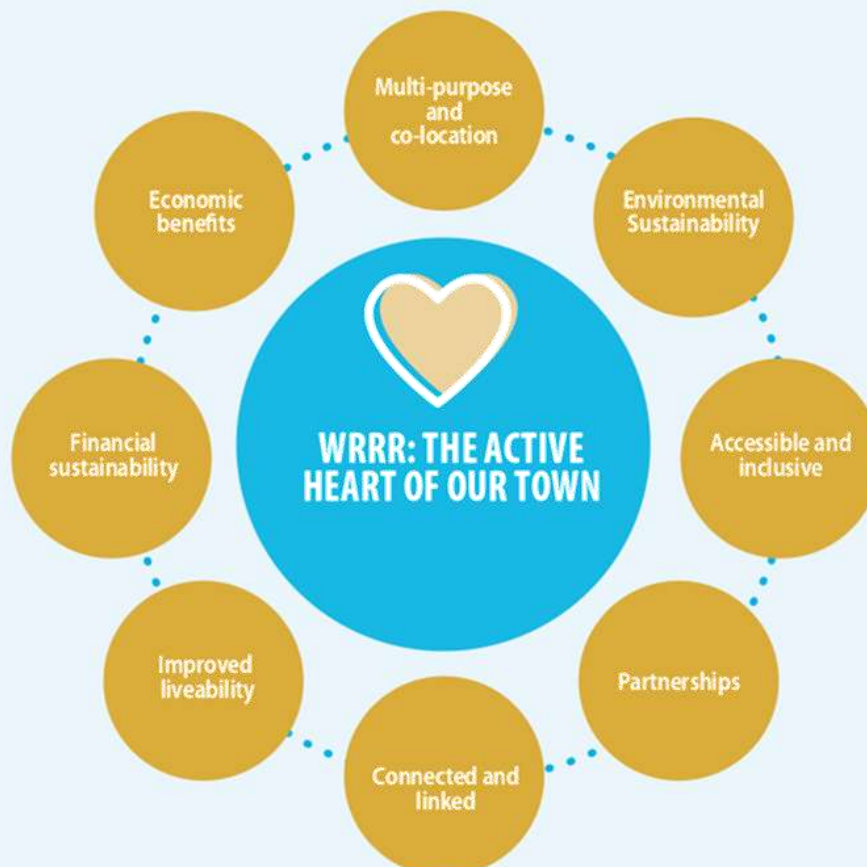 Multi-purpose
and
co-location
Economic
benefits
Environmental
Sustainability
WRRR: THE ACTIVE
HEART OF OUR TOWN
Financial
sustainability
Accessible and
inclusive
Improved
liveability
Partnerships
Connected and
linked